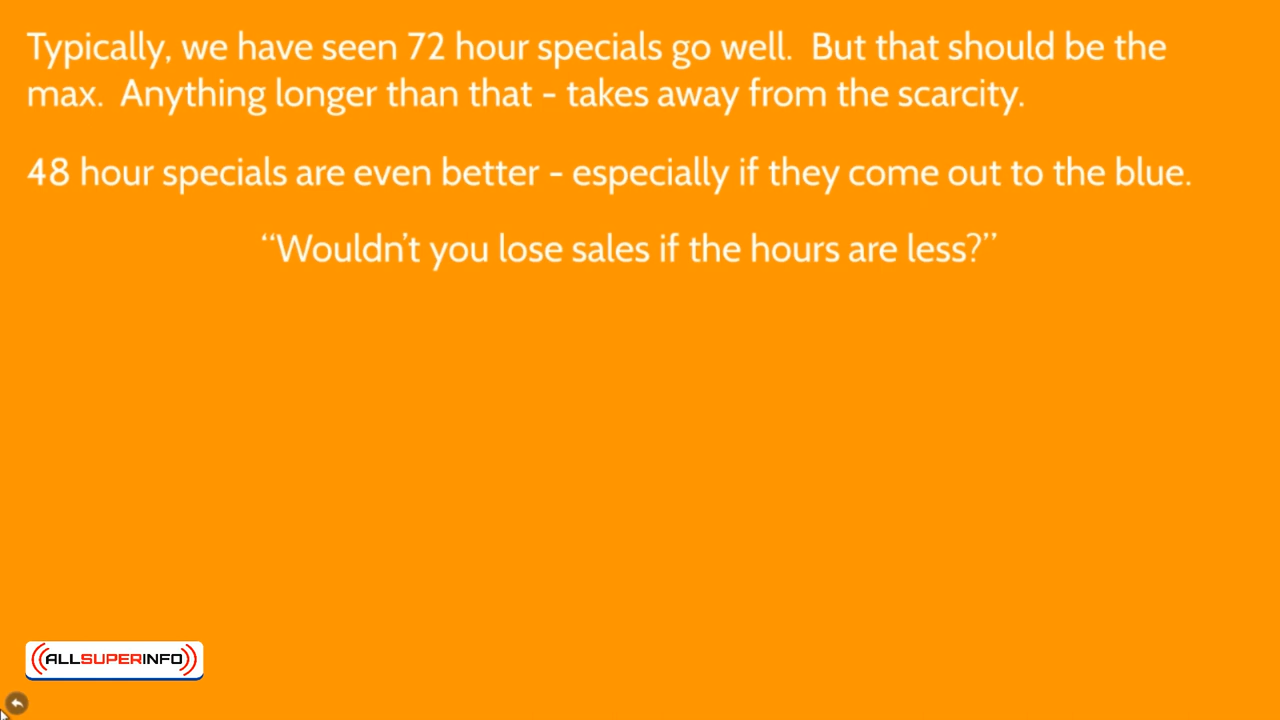 Typically, we have seen 72 hour specials go well. But that should be the
max. Anything longer than that - takes away from the scarcity.
48 hour specials are even better - especially if they come out to the blue.
“Wouldn’t you lose sales if the hours are less?”
ALLSUPERINFO